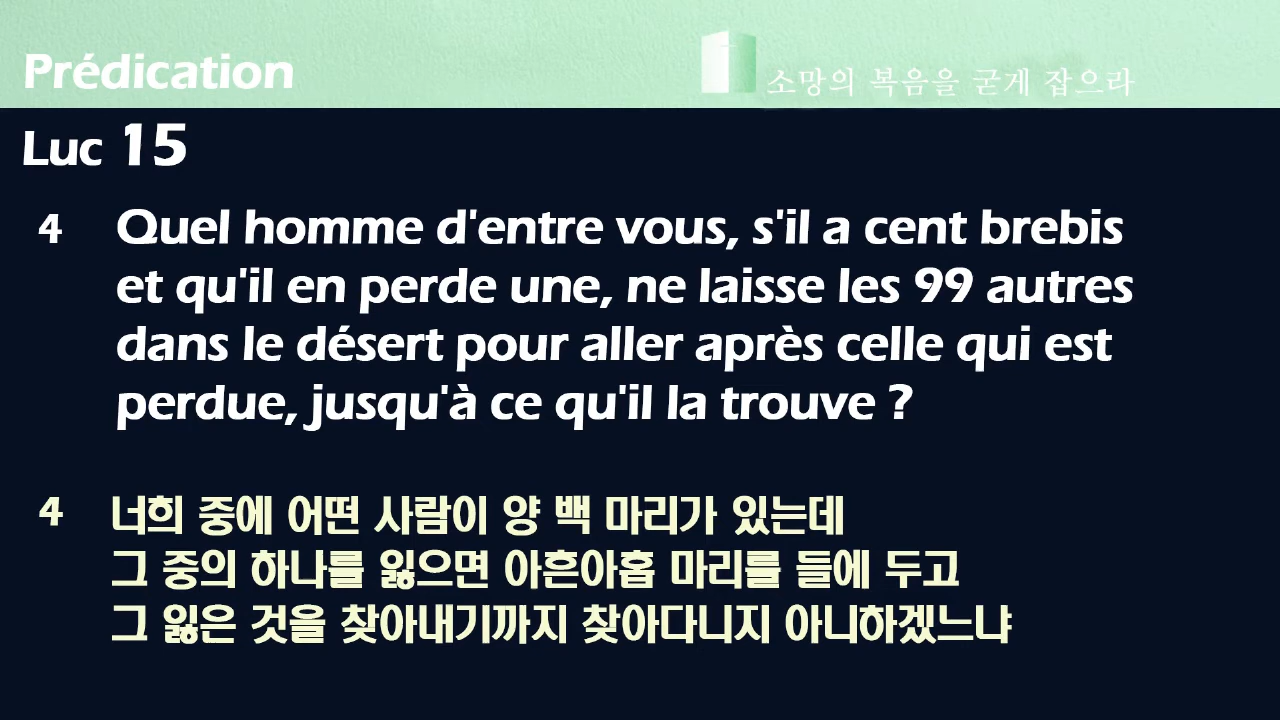 Prédication
소망의 복음을 굳게 잡으라
Luc 15
4 Quel homme d'entre vous, s'il a cent brebis
et qu'il en perde une, ne laisse les 99 autres
dans le désert pour aller après celle qui est
perdue, jusqu'à ce qu'il la trouve ?
4 너희 중에 어떤 사람이 양 백 마리가 있는데
그 중의 하나를 잃으면 아흔아홉 마리를 들에 두고
그 잃은 것을 찾아내기까지 찾아다니지 아니하겠느냐